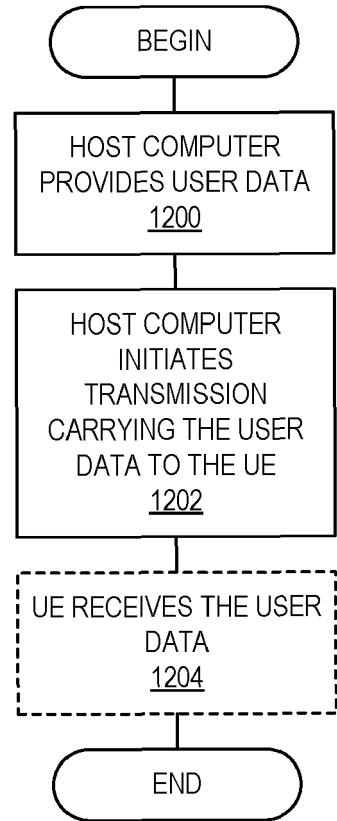 BEGIN
HOST COMPUTER
PROVIDES USER DATA
1200
HOST COMPUTER
INITIATES
TRANSMISSION
CARRYING THE USER
DATA TO THE UE
1202
UE RECEIVES THE USER
DATA
1204
END